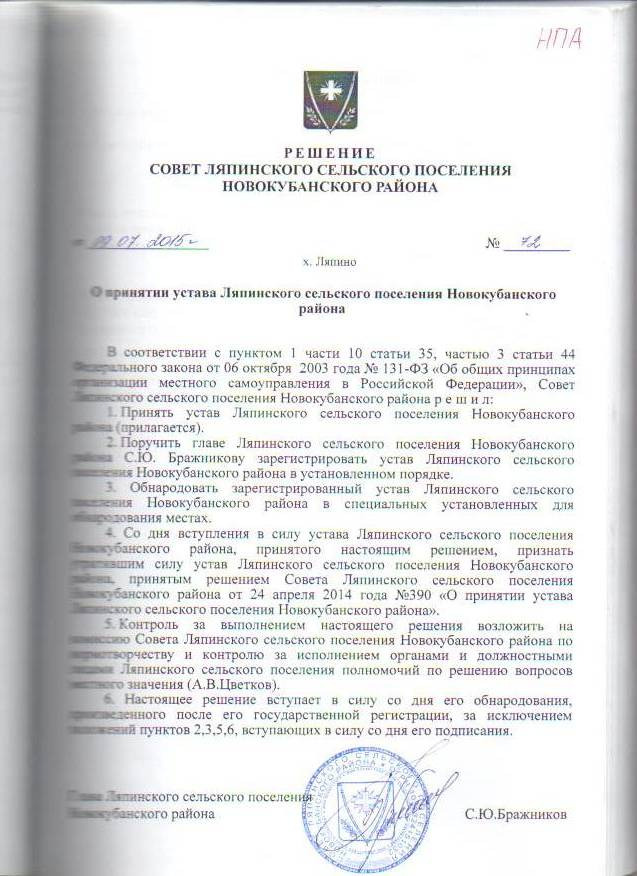 НПА
РЕШЕНИЕ
СОВЕТ ЛЯПИНСКОГО СЕЛЬСКОГО ПОСЕЛЕНИЯ
НОВОКУБАНСКОГО РАЙОНА
09.07.2015 г № 72
х. Ляпино
О принятии устава Ляпинского сельского поселения Новокубанского
района
В соответствии с пунктом 1 части 10 статьи 35, частью 3 статьи 44
Федерального закона от 06 октября 2003 года № 131-ФЗ «Об общих принципах
организации местного самоуправления в Российской Федерации», Совет
Ляпинского сельского поселения Новокубанского района р е ш и л:
1. Принять устав Ляпинского сельского поселения Новокубанского
района (прилагается).
2. Поручить главе Ляпинского сельского поселения Новокубанского
района С.Ю. Бражникову зарегистрировать устав Ляпинского сельского
поселения Новокубанского района в установленном порядке.
3. Обнародовать зарегистрированный устав Ляпинского сельского
поселения Новокубанского района в специальных установленных для
обнародования местах.
4. Со дня вступления в силу устава Ляпинского сельского поселения
Новокубанского района, принятого настоящим решением, признать
утратившим силу устав Ляпинского сельского поселения Новокубанского
района, принятым решением Совета Ляпинского сельского поселения
Новокубанского района от 24 апреля 2014 года №390 «О принятии устава
Ляпинского сельского поселения Новокубанского района».
5. Контроль за выполнением настоящего решения возложить на
комиссию Совета Ляпинского сельского поселения Новокубанского района по
нормотворчеству и контролю за исполнением органами и должностными
лицами Ляпинского сельского поселения полномочий по решению вопросов
местного значения (А.В.Цветков).
6. Настоящее решение вступает в силу со дня его обнародования,
произведенного после его государственной регистрации, за исключением
положений пунктов 2,3,5,6, вступающих в силу со дня его подписания.
Глава Ляпинского сельского поселения
Новокубанского района С.Ю.Бражников